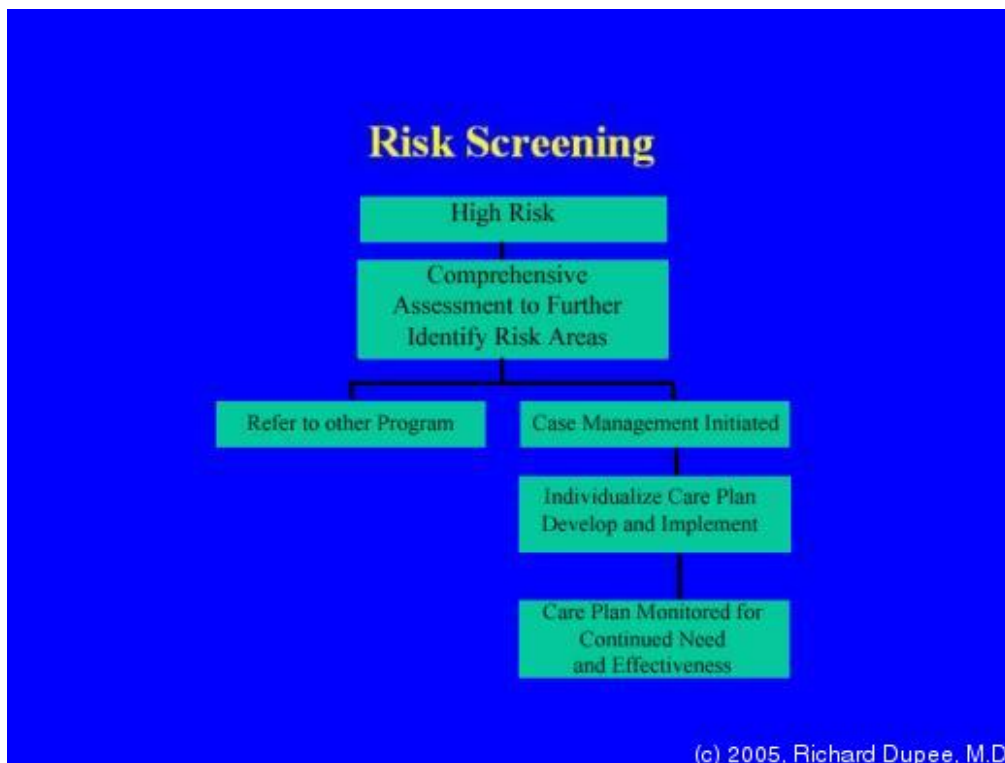 Risk Screening
High Risk
Comprehensive
Assessment to Further
Identify Risk Areas
Refer to other Program
Case Management Initiated
Individualize Care Plan
Develop and Implement
Care Plan Monitored for
Continued Need
and Effectiveness
(c) 2005, Richard Dupee, M.D